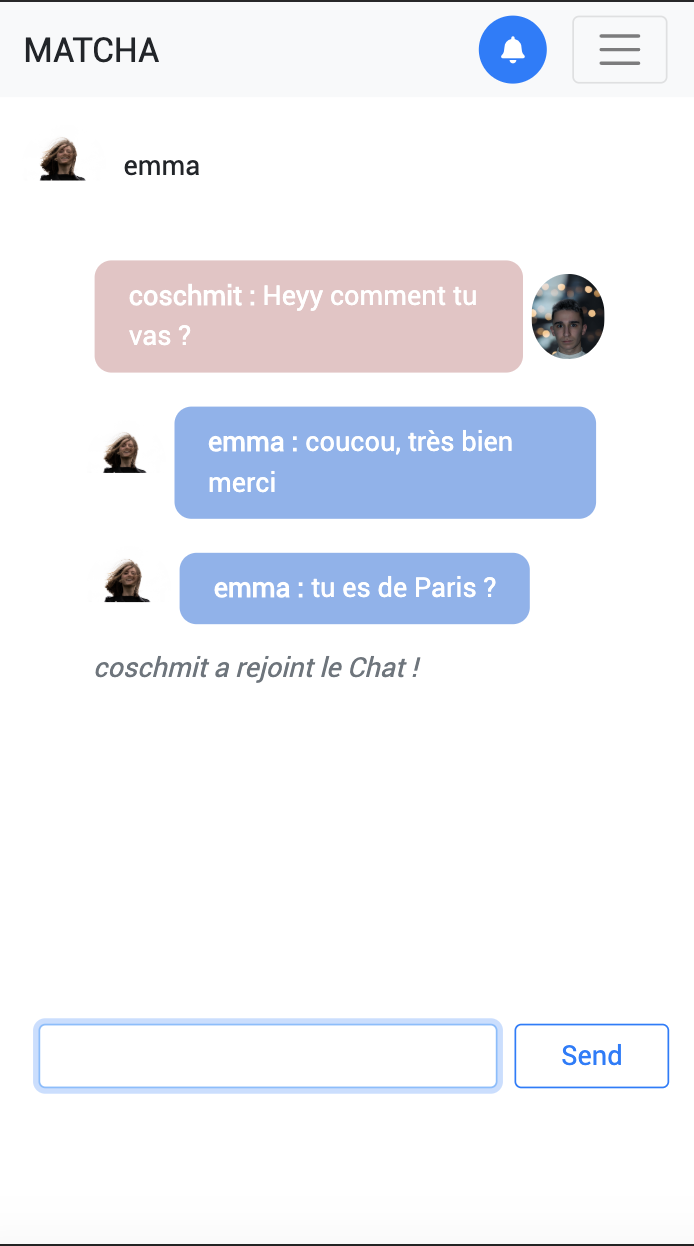 MATCHA
emma
coschmit : Heyy comment tu
vas ?
emma : coucou, très bien
merci
emma : tu es de Paris ?
coschmit a rejoint le Chat !
Send